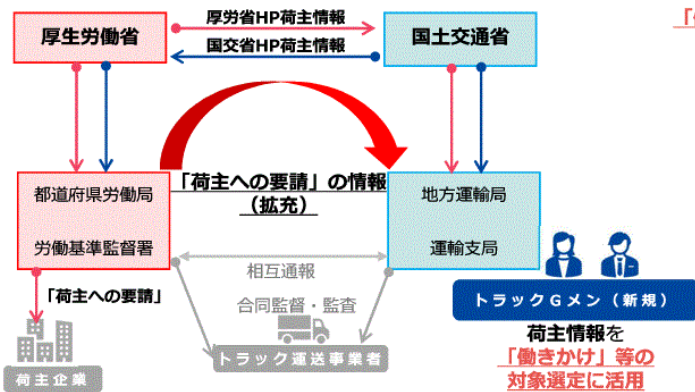 厚労省HP荷主情報
厚生労働省
国土交通省
国交省HP荷主情報
「荷主への要請」の情報
（拡充）
都道府県労働局
労働基準監督署
地方運輸局
運輸支局
相互通報
「荷主への要請」
合同監督・監査
トラック運送事業者
荷主企業
トラックGメン（新規）
荷主情報を
「働きかけ」等の
対象選定に活用